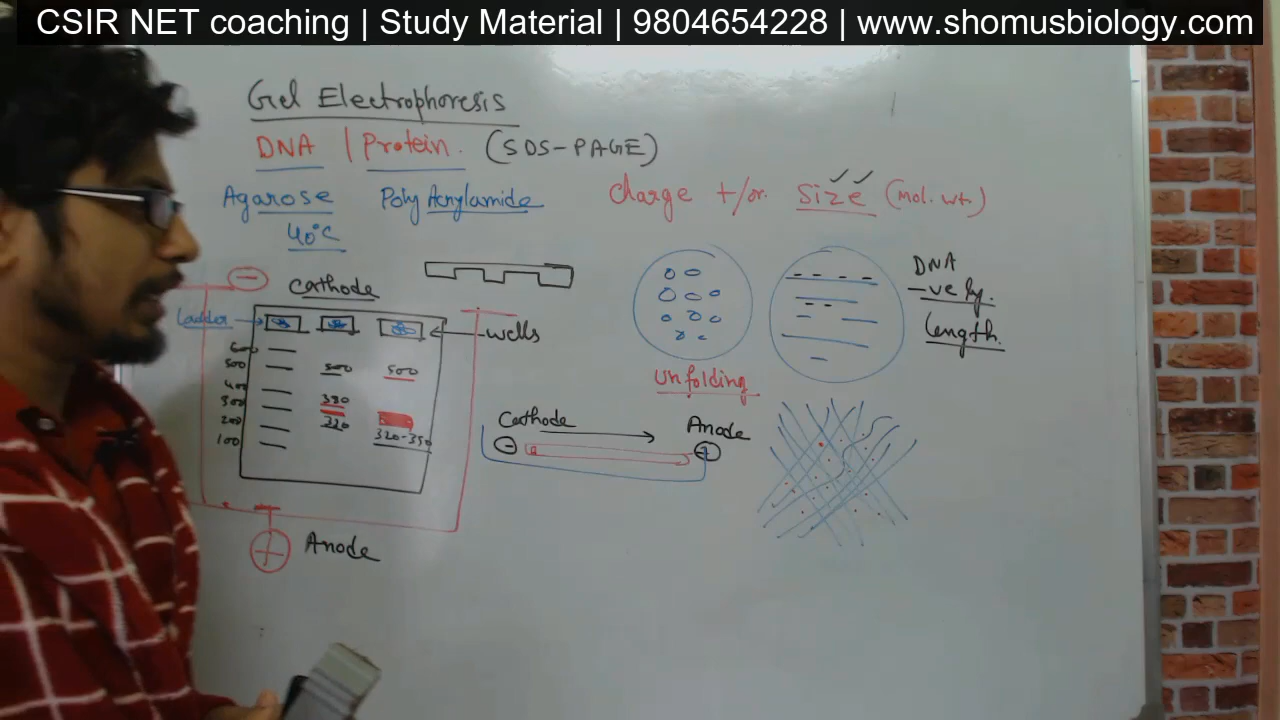 CSIR NET coaching | Study Material | 9804654228 | www.shomusbiology.com
Gel Electrophoresis
DNA | Protein. (SDS-PAGE)
Agarose Poly Acrylamide
40°C
Charge +/or. Size (Mol. wt.)
Cathode
ladder
wells
600
500
400
300
200
100
500
380
220
500
320-350
Anode
Unfolding
Cathode
Anode
DNA
-ve ly.
length.